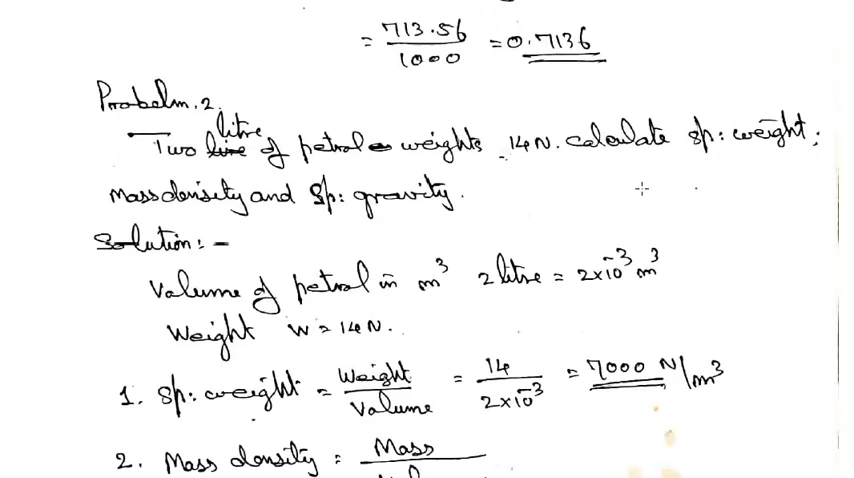 = 713.56 / 1000 = 0.7136
Probelm.2.
litre
Two line of petrol weights 14N. calculate sp: weight;
Mass density and Sp: gravity.
Solution:-
Volume of petrol in m³ 2 litre = 2×10⁻³ m³
Weight W = 14N.
1. Sp: weight = Weight / Volume = 14 / 2×10⁻³ = 7000 N/m³
2. Mass density = Mass